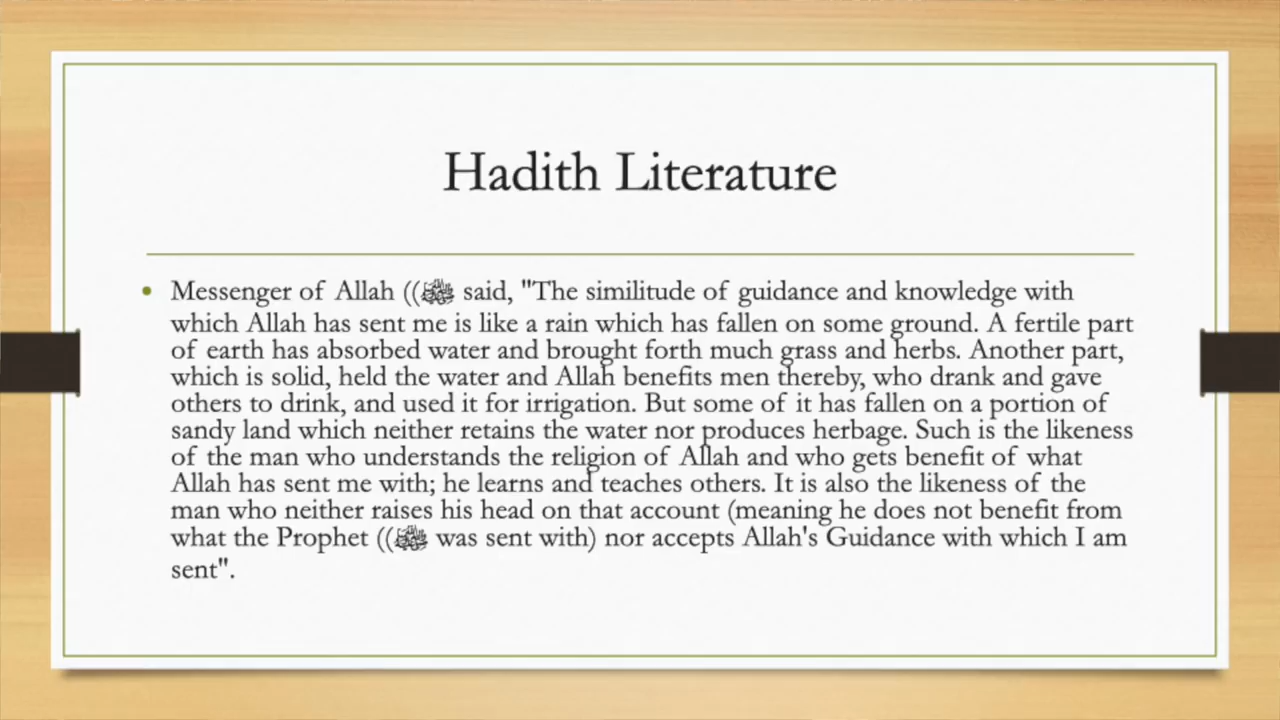 Hadith Literature
• Messenger of Allah ((ﷺ said, "The similitude of guidance and knowledge with
which Allah has sent me is like a rain which has fallen on some ground. A fertile part
of earth has absorbed water and brought forth much grass and herbs. Another part,
which is solid, held the water and Allah benefits men thereby, who drank and gave
others to drink, and used it for irrigation. But some of it has fallen on a portion of
sandy land which neither retains the water nor produces herbage. Such is the likeness
of the man who understands the religion of Allah and who gets benefit of what
Allah has sent me with; he learns and teaches others. It is also the likeness of the
man who neither raises his head on that account (meaning he does not benefit from
what the Prophet ((ﷺ was sent with) nor accepts Allah's Guidance with which I am
sent".